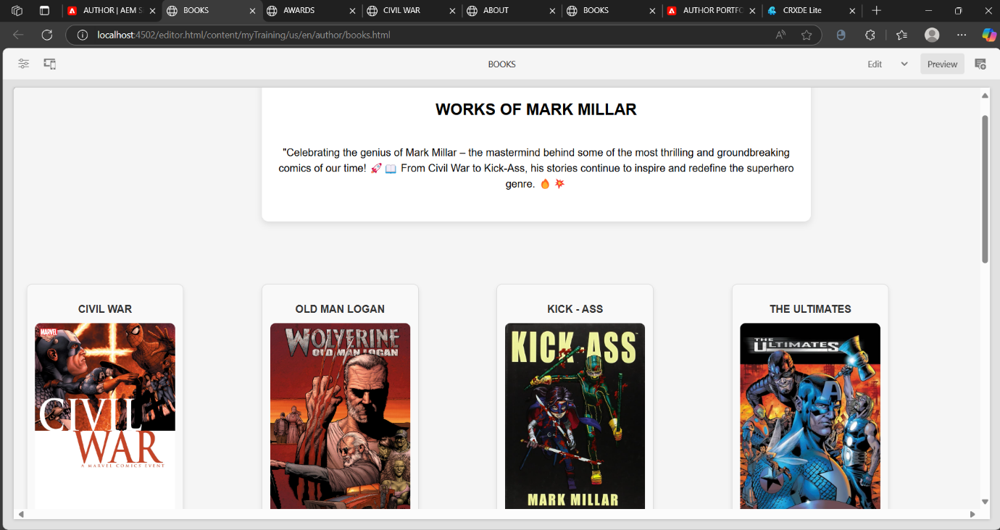 AUTHOR | AEM S
BOOKS
AWARDS
CIVIL WAR
ABOUT
BOOKS
AUTHOR PORTFO
CRXDE Lite
localhost:4502/editor.html/content/myTraining/us/en/author/books.html
BOOKS
Edit
Preview
WORKS OF MARK MILLAR
"Celebrating the genius of Mark Millar – the mastermind behind some of the most thrilling and groundbreaking
comics of our time! 🚀 📖 From Civil War to Kick-Ass, his stories continue to inspire and redefine the superhero
genre. 🔥 💥
CIVIL WAR
OLD MAN LOGAN
KICK - ASS
THE ULTIMATES
MARVEL
CIVIL
WAR
A MARVEL COMICS EVENT
WOLVERINE
OLD MAN LOGAN
KICK-ASS
MARK MILLAR
THE
ULTIMATES
A